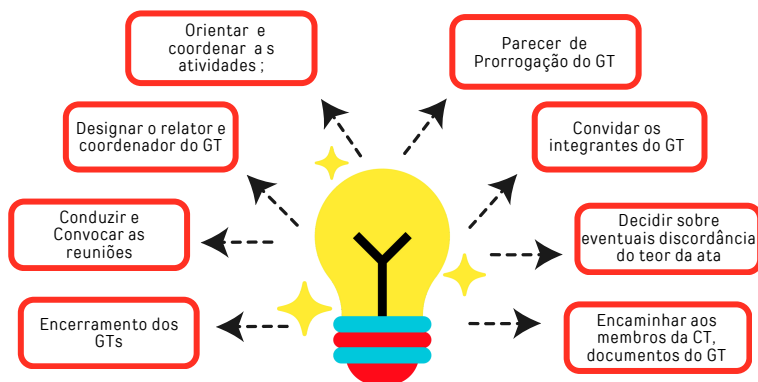 Orientar e
coordenar a s
atividades ;
Parecer de
Prorrogação do GT
Designar o relator e
coordenador do GT
Convidar os
integrantes do GT
Conduzir e
Convocar as
reuniões
Decidir sobre
eventuais discordância
do teor da ata
Encerramento dos
GTs
Encaminhar aos
membros da CT,
documentos do GT